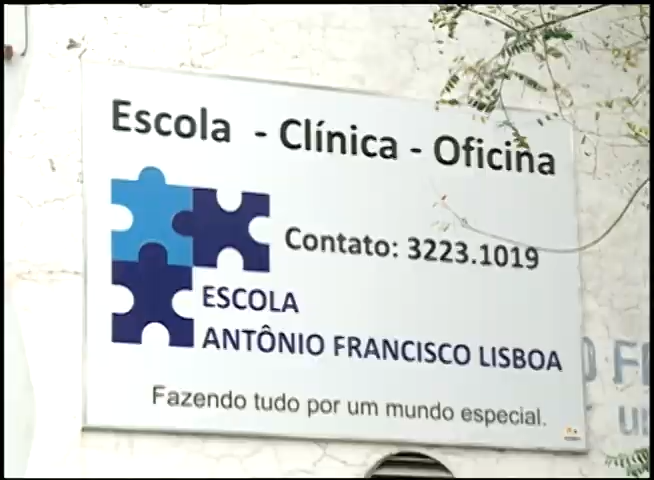 Escola - Clínica - Oficina
Contato: 3223.1019
ESCOLA
ANTÔNIO FRANCISCO LISBOA
Fazendo tudo por um mundo especial.